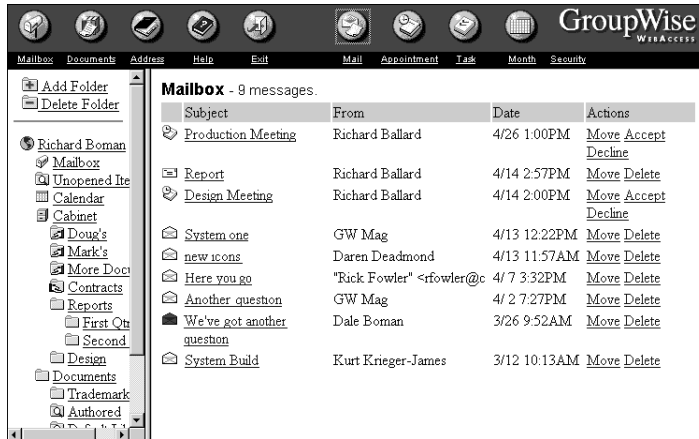 GroupWise
WEBACCESS
Mailbox Documents Address Help Exit Mail Appointment Task Month Security
Add Folder
Delete Folder
Richard Boman
Mailbox
Unopened Ite
Calendar
Cabinet
Doug's
Mark's
More Docu
Contracts
Reports
First Qtr
Second
Design
Documents
Trademark
Authored
Mailbox - 9 messages.
Subject From Date Actions
Production Meeting Richard Ballard 4/26 1:00PM Move Accept
Decline
Report Richard Ballard 4/14 2:57PM Move Delete
Design Meeting Richard Ballard 4/14 2:00PM Move Accept
Decline
System one GW Mag 4/13 12:22PM Move Delete
new icons Daren Deadmond 4/13 11:57AM Move Delete
Here you go "Rick Fowler" <rfowler@c 4/ 7 3:32PM Move Delete
Another question GW Mag 4/ 2 7:27PM Move Delete
We've got another Dale Boman 3/26 9:52AM Move Delete
question
System Build Kurt Krieger-James 3/12 10:13AM Move Delete